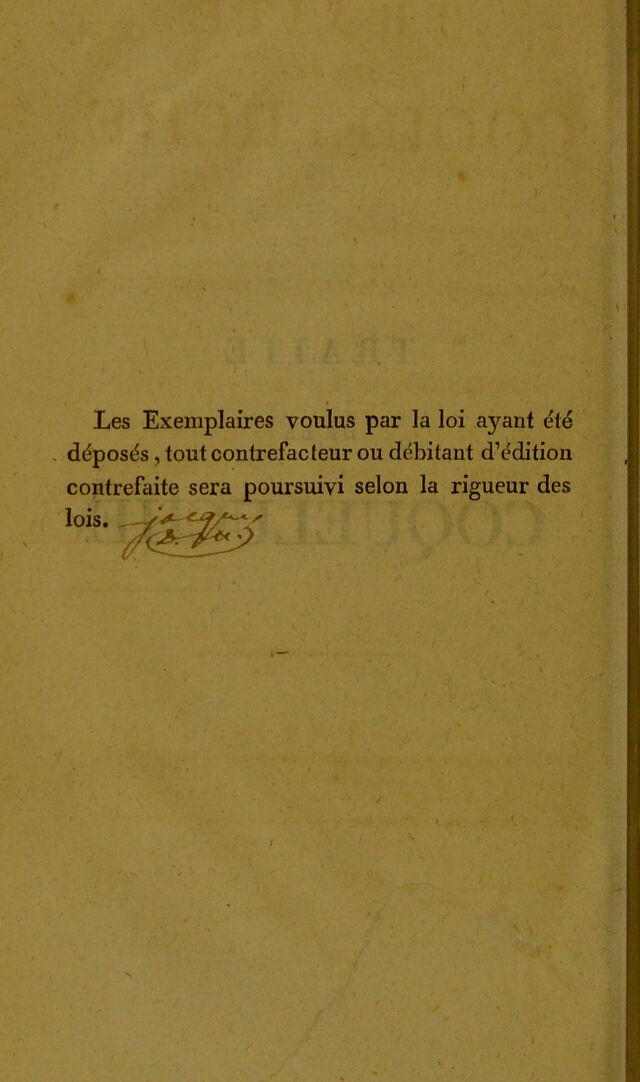 Les Exemplaires voulus par la loi ayant été
déposés, tout contrefacteur ou débitant d'édition
contrefaite sera poursuivi selon la rigueur des
lois.